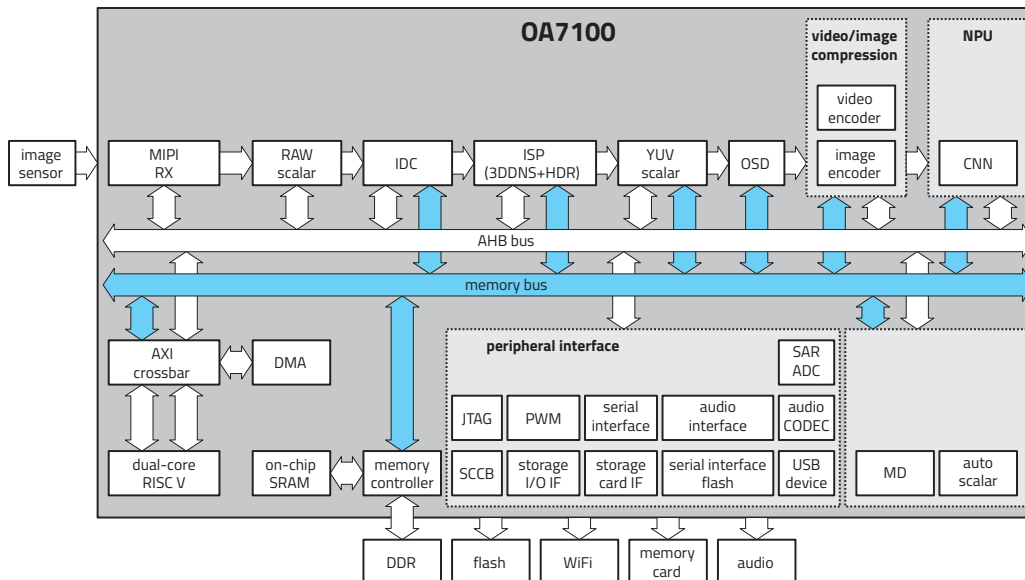 OA7100
video/image
compression
NPU
video
encoder
image
sensor
MIPI
RX
RAW
scalar
IDC
ISP
(3DDNS+HDR)
YUV
scalar
OSD
image
encoder
CNN
AHB bus
memory bus
AXI
crossbar
DMA
peripheral interface
SAR
ADC
JTAG
PWM
serial
interface
audio
interface
audio
CODEC
dual-core
RISC V
on-chip
SRAM
memory
controller
SCCB
storage
I/O IF
storage
card IF
serial interface
flash
USB
device
MD
auto
scalar
DDR
flash
WiFi
memory
card
audio